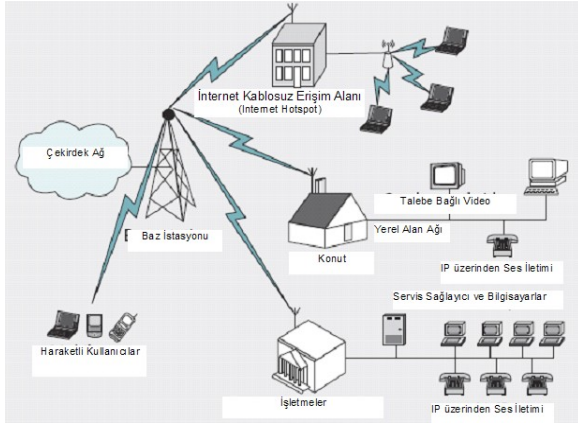 İnternet Kablosuz Erişim Alanı
(Internet Hotspot)
Çekirdek Ağ
Baz İstasyonu
Talebe Bağlı Video
Yerel Alan Ağı
Konut
IP üzerinden Ses İletimi
Servis Sağlayıcı ve Bilgisayarlar
Haraketli Kullanıcılar
İşletmeler
IP üzerinden Ses İletimi